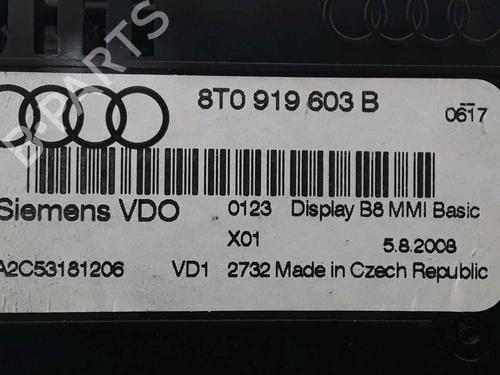 8T0 919 603 B
0617
Siemens VDO 0123 Display B8 MMI Basic
X01 5.8.2008
A2C53181206 VD1 2732 Made in Czech Republic
B-PARTS